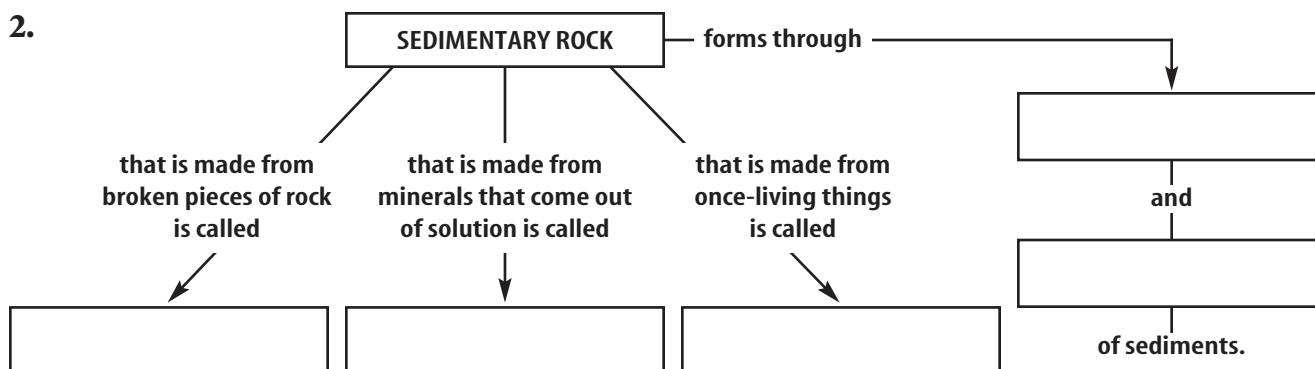 2.
SEDIMENTARY ROCK
forms through
that is made from
broken pieces of rock
is called
that is made from
minerals that come out
of solution is called
that is made from
once-living things
is called
and
of sediments.